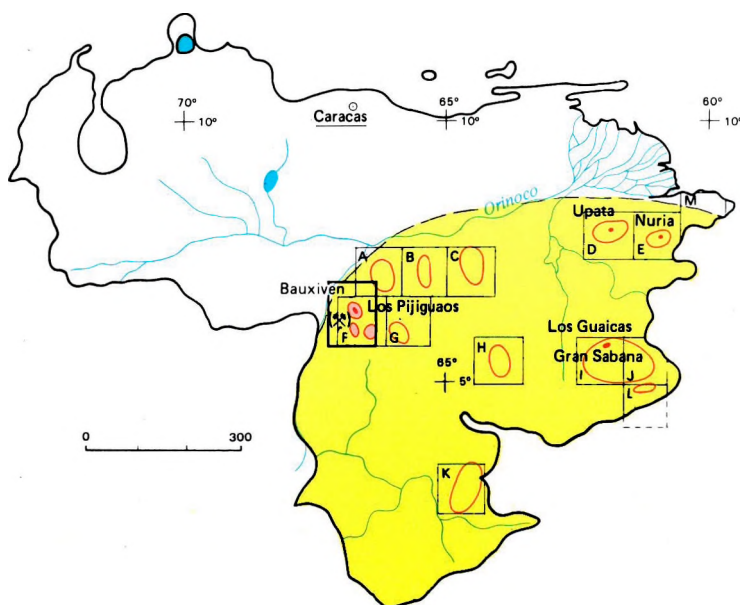 70°
10°
Caracas
65°
10°
60°
10°
Orinoco
M
Upata
Nuria
D
E
A
B
C
Bauxiven
Los Pijiguaos
F
G
H
65°
5°
Los Guaicas
Gran Sabana
I
J
L
0
300
K